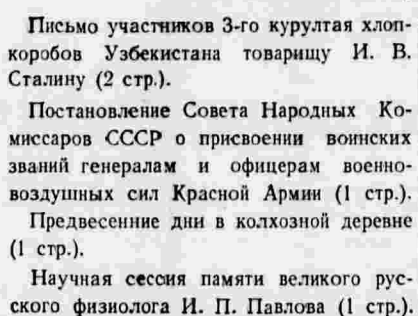 Письмо участников 3-го курултая хлоп-
коробов Узбекистана товарищу И. В.
Сталину (2 стр.).
Постановление Совета Народных Ко-
миссаров СССР о присвоении воинских
званий генералам и офицерам военно-
воздушных сил Красной Армии (1 стр.).
Предвесенние дни в колхозной деревне
(1 стр.).
Научная сессия памяти великого рус-
ского физиолога И. П. Павлова (1 стр.).